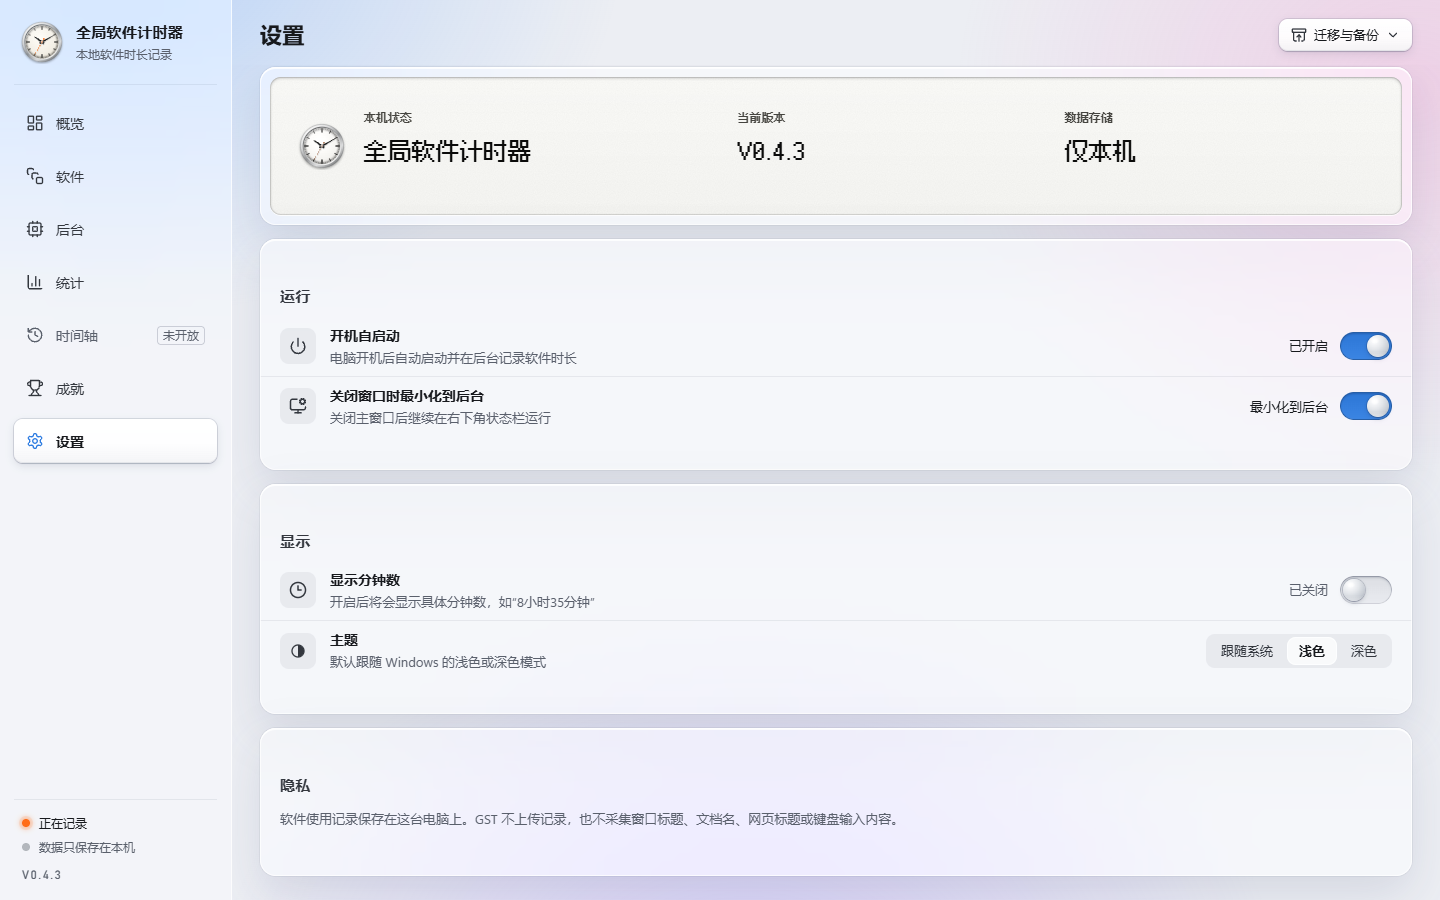 全局软件计时器
本地软件时长记录
概览
软件
后台
统计
时间轴 未开放
成就
设置
正在记录
数据只保存在本机
V0.4.3
设置
迁移与备份
本机状态
全局软件计时器
当前版本
V0.4.3
数据存储
仅本机
运行
开机自启动
电脑开机后自动启动并在后台记录软件时长
已开启
关闭窗口时最小化到后台
关闭主窗口后继续在右下角状态栏运行
最小化到后台
显示
显示分钟数
开启后将会显示具体分钟数，如“8小时35分钟”
已关闭
主题
默认跟随 Windows 的浅色或深色模式
跟随系统 浅色 深色
隐私
软件使用记录保存在这台电脑上。GST 不上传记录，也不采集窗口标题、文档名、网页标题或键盘输入内容。